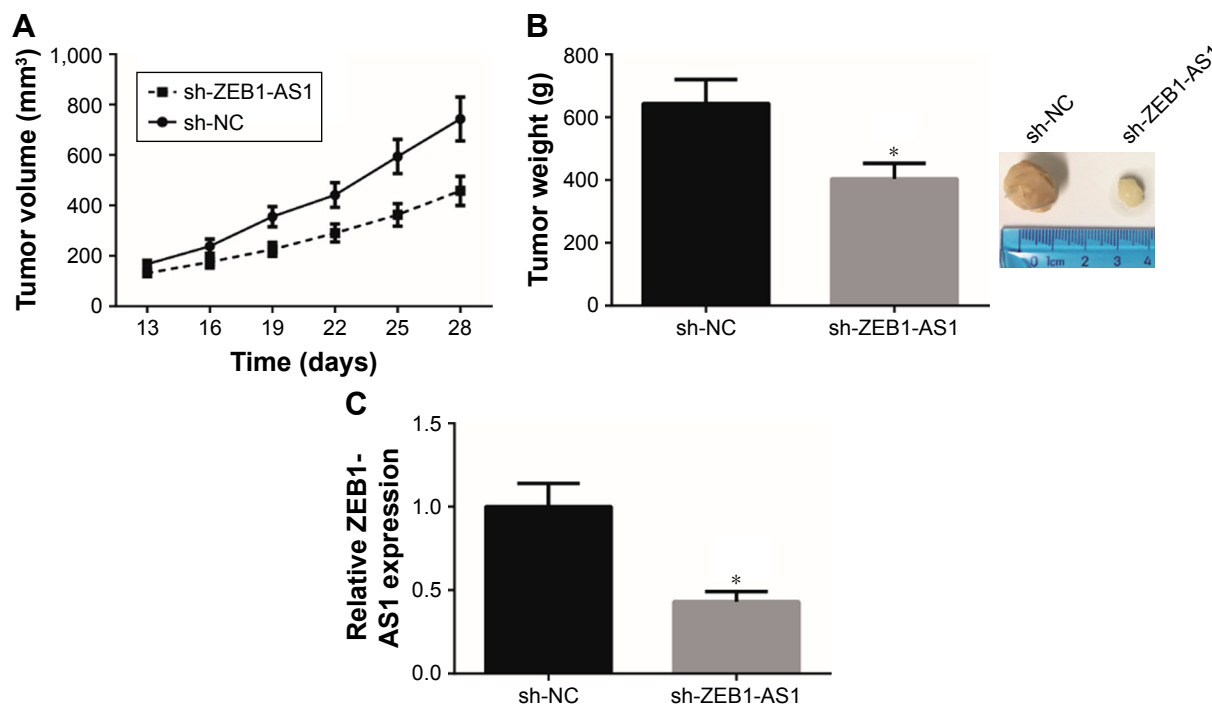 A
Tumor volume (mm³)
1,000
800
600
400
200
0
sh-ZEB1-AS1
sh-NC
13 16 19 22 25 28
Time (days)
B
Tumor weight (g)
800
600
400
200
0
*
sh-NC sh-ZEB1-AS1
sh-NC
sh-ZEB1-AS1
0 1cm 2 3 4
C
Relative ZEB1-
AS1 expression
1.5
1.0
0.5
0.0
*
sh-NC sh-ZEB1-AS1